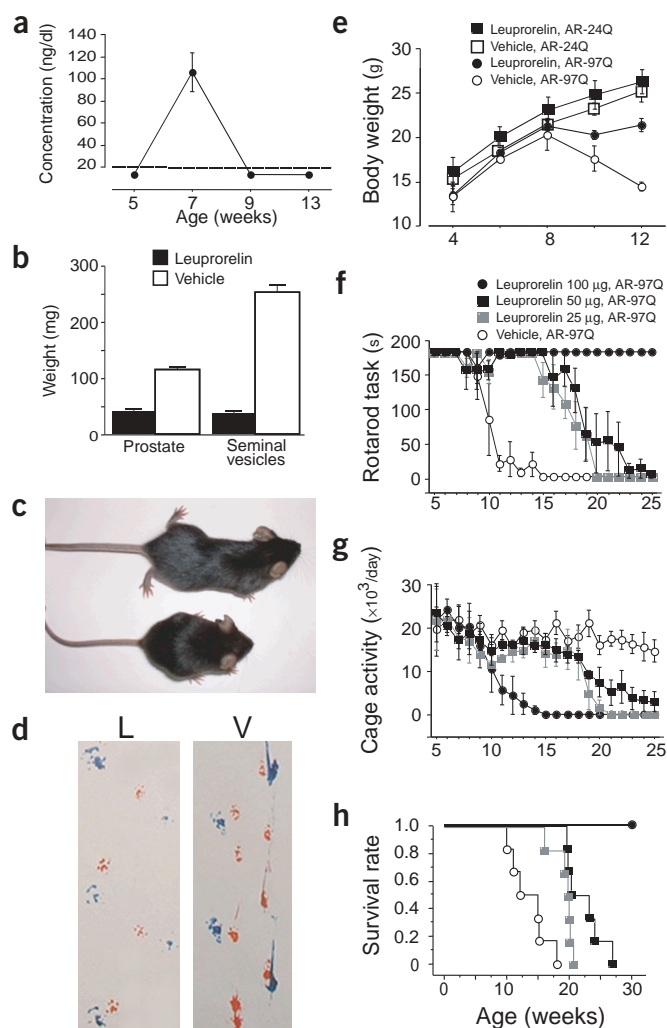 a
Concentration (ng/dl)
140
120
100
80
60
40
20
5 7 9 13
Age (weeks)
b
Leuprorelin
Vehicle
Weight (mg)
300
200
100
0
Prostate
Seminal
vesicles
c
d
L V
e
Leuprorelin, AR-24Q
Vehicle, AR-24Q
Leuprorelin, AR-97Q
Vehicle, AR-97Q
Body weight (g)
30
25
20
15
10
4 8 12
f
Leuprorelin 100 µg, AR-97Q
Leuprorelin 50 µg, AR-97Q
Leuprorelin 25 µg, AR-97Q
Vehicle, AR-97Q
Rotarod task (s)
200
150
100
50
0
5 10 15 20 25
g
Cage activity (×10³/day)
30
20
10
0
5 10 15 20 25
h
Survival rate
1.0
0.8
0.6
0.4
0.2
0
0 10 20 30
Age (weeks)